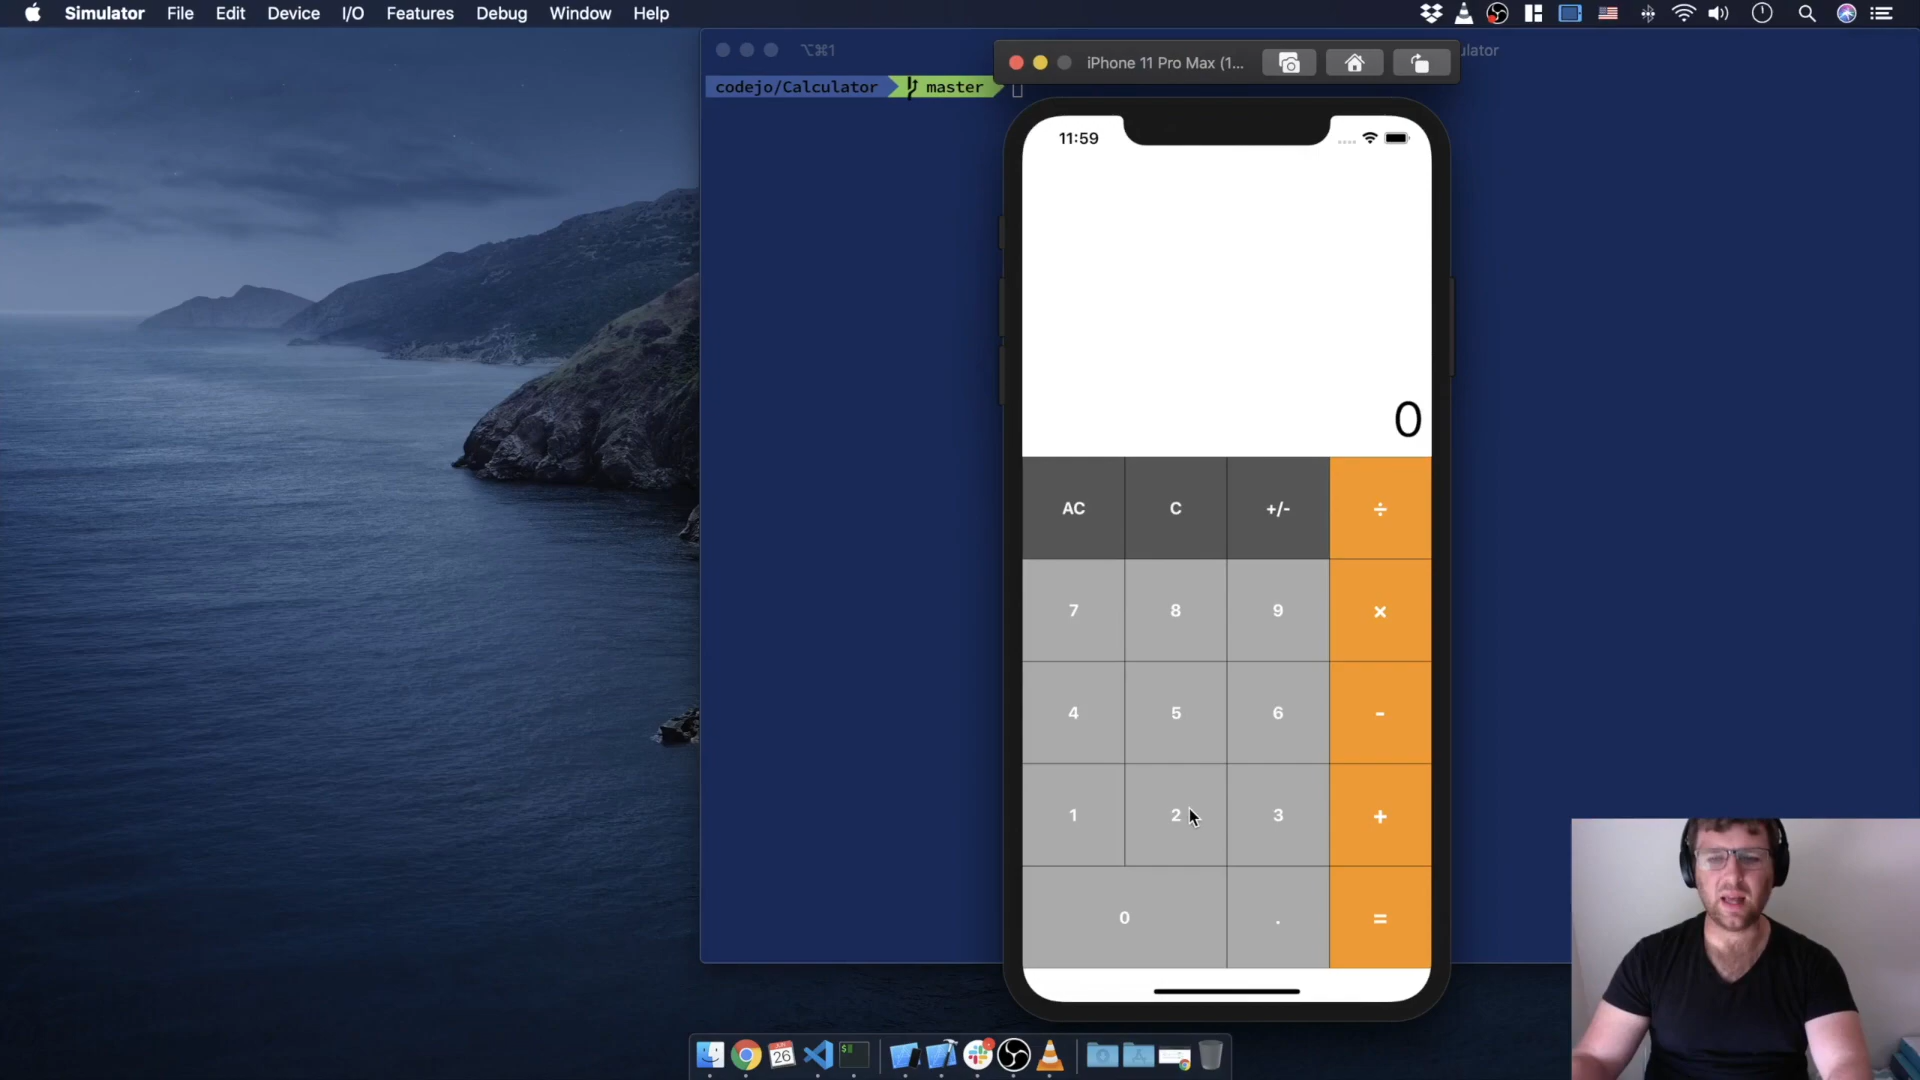 Simulator File Edit Device I/O Features Debug Window Help
⌥⌘1
ulator
iPhone 11 Pro Max (1...
codejo/Calculator master
11:59
0
AC C +/- ÷
7 8 9 ×
4 5 6 -
1 2 3 +
0 . =
26
$